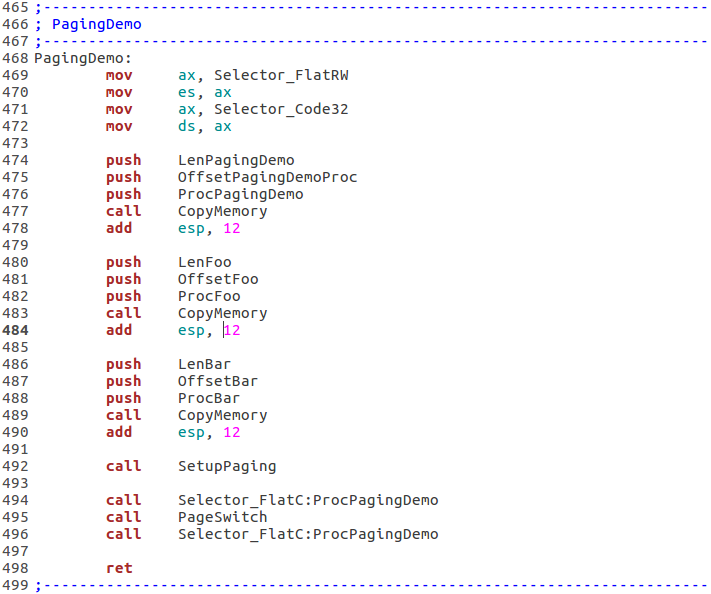 465 ;--------------------------------------------------------------------------
466 ; PagingDemo
467 ;--------------------------------------------------------------------------
468 PagingDemo:
469         mov     ax, Selector_FlatRW
470         mov     es, ax
471         mov     ax, Selector_Code32
472         mov     ds, ax
473
474         push    LenPagingDemo
475         push    OffsetPagingDemoProc
476         push    ProcPagingDemo
477         call    CopyMemory
478         add     esp, 12
479
480         push    LenFoo
481         push    OffsetFoo
482         push    ProcFoo
483         call    CopyMemory
484         add     esp, 12
485
486         push    LenBar
487         push    OffsetBar
488         push    ProcBar
489         call    CopyMemory
490         add     esp, 12
491
492         call    SetupPaging
493
494         call    Selector_FlatC:ProcPagingDemo
495         call    PageSwitch
496         call    Selector_FlatC:ProcPagingDemo
497
498         ret
499 ;--------------------------------------------------------------------------